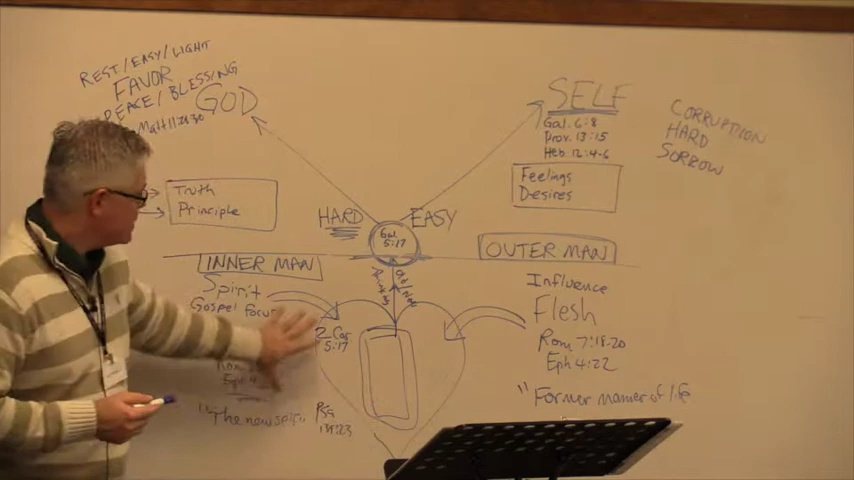 REST/EASY/LIGHT
FAVOR
PEACE/BLESSING
Matt 11:28-30
GOD
Truth
Principle
HARD
EASY
Gal.
5:17
SELF
Gal. 6:8
Prov. 13:15
Heb 12:4-6
Feelings
Desires
CORRUPTION
HARD
SORROW
INNER MAN
Spirit
Gospel focus
2 Cor
5:17
"The new self"
Psa
139:23
OUTER MAN
Influence
Flesh
Rom 7:18-20
Eph 4:22
"Former manner of life